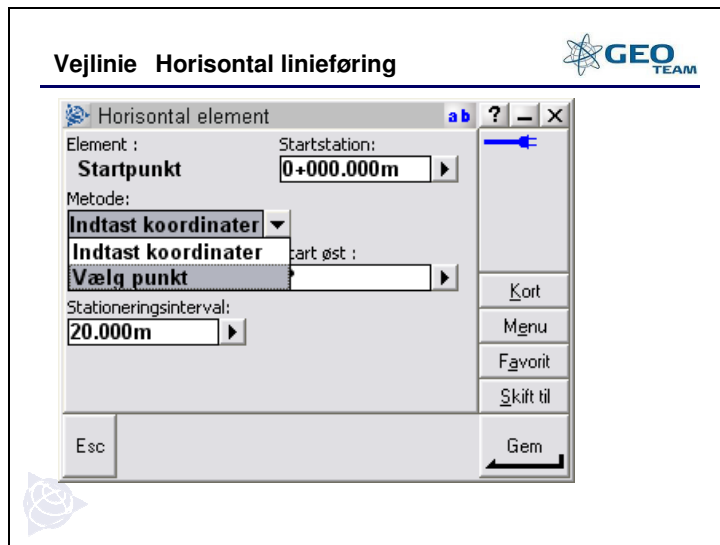 Vejlinie Horisontal linieføring
GEO
TEAM
Horisontal element
ab ?
Element :
Startstation:
Startpunkt
0+000.000m
Metode:
Indtast koordinater
Indtast koordinater
Vælg punkt
tart øst :
?
Stationeringsinterval:
20.000m
Kort
Menu
Favorit
Skift til
Esc
Gem